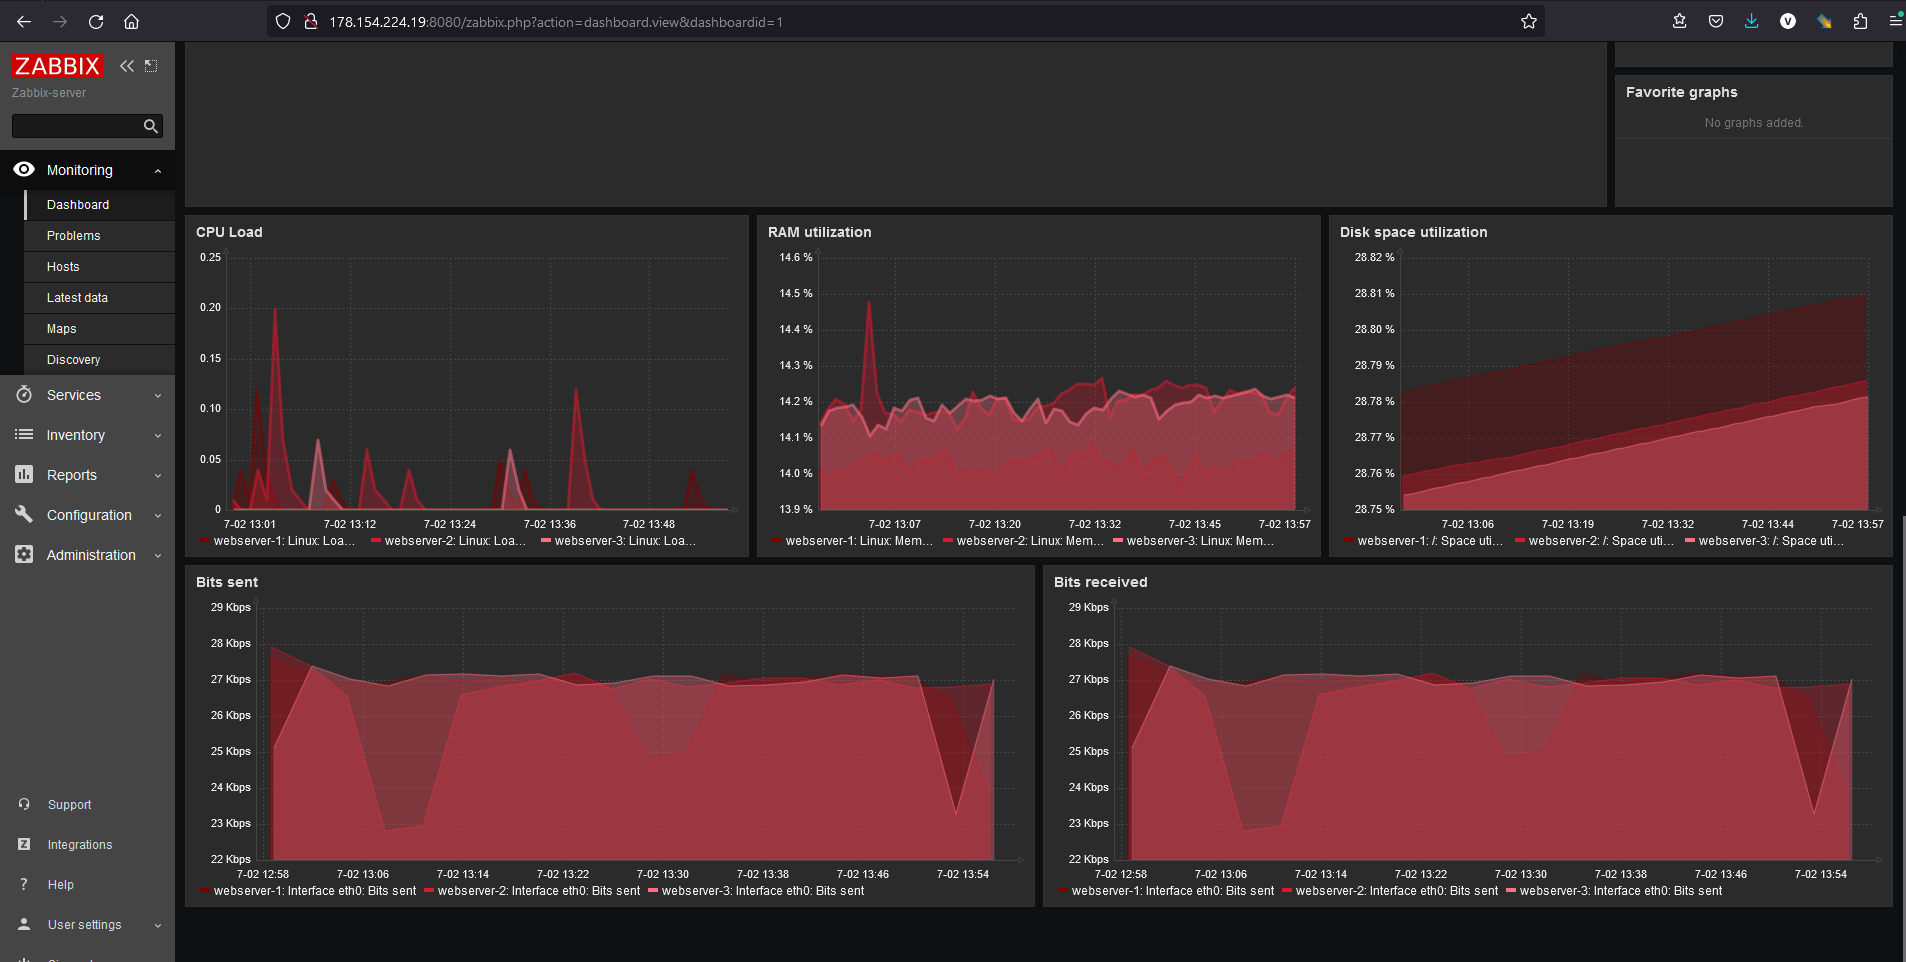 178.154.224.19:8080/zabbix.php?action=dashboard.view&dashboardid=1
V
ZABBIX
Zabbix-server
Monitoring
Dashboard
Problems
Hosts
Latest data
Maps
Discovery
Services
Inventory
Reports
Configuration
Administration
Support
Z
Integrations
?
Help
User settings
Favorite graphs
No graphs added.
CPU Load
0.25
0.20
0.15
0.10
0.05
0
7-02 13:01 7-02 13:12 7-02 13:24 7-02 13:36 7-02 13:48
webserver-1: Linux: Loa... webserver-2: Linux: Loa... webserver-3: Linux: Loa...
RAM utilization
14.6 %
14.5 %
14.4 %
14.3 %
14.2 %
14.1 %
14.0 %
13.9 %
7-02 13:07 7-02 13:20 7-02 13:32 7-02 13:45 7-02 13:57
webserver-1: Linux: Mem... webserver-2: Linux: Mem... webserver-3: Linux: Mem...
Disk space utilization
28.82 %
28.81 %
28.80 %
28.79 %
28.78 %
28.77 %
28.76 %
28.75 %
7-02 13:06 7-02 13:19 7-02 13:32 7-02 13:44 7-02 13:57
webserver-1: /: Space uti... webserver-2: /: Space uti... webserver-3: /: Space uti...
Bits sent
29 Kbps
28 Kbps
27 Kbps
26 Kbps
25 Kbps
24 Kbps
23 Kbps
22 Kbps
7-02 12:58 7-02 13:06 7-02 13:14 7-02 13:22 7-02 13:30 7-02 13:38 7-02 13:46 7-02 13:54
webserver-1: Interface eth0: Bits sent webserver-2: Interface eth0: Bits sent webserver-3: Interface eth0: Bits sent
Bits received
29 Kbps
28 Kbps
27 Kbps
26 Kbps
25 Kbps
24 Kbps
23 Kbps
22 Kbps
7-02 12:58 7-02 13:06 7-02 13:14 7-02 13:22 7-02 13:30 7-02 13:38 7-02 13:46 7-02 13:54
webserver-1: Interface eth0: Bits sent webserver-2: Interface eth0: Bits sent webserver-3: Interface eth0: Bits sent